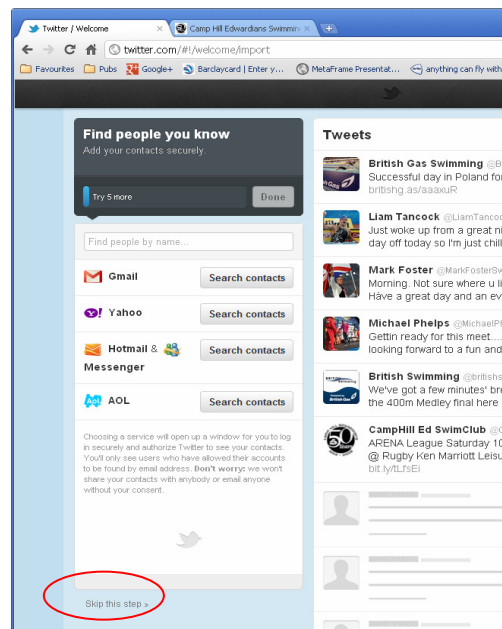 Twitter / Welcome
Camp Hill Edwardians Swimmin
twitter.com/#!/welcome/import
Favourites
Pubs
Google+
Barclaycard | Enter y...
MetaFrame Presentat...
anything can fly with
Find people you know
Add your contacts securely.
Try 5 more
Done
Find people by name...
Gmail
Search contacts
Yahoo
Search contacts
Hotmail &
Messenger
Search contacts
AOL
Search contacts
Choosing a service will open up a window for you to log
in securely and authorize Twitter to see your contacts.
You'll only see users who have allowed their accounts
to be found by email address. Don't worry: we won't
share your contacts with anybody or email anyone
without your consent.
Skip this step »
Tweets
British Gas Swimming @B
Successful day in Poland fo
britishg.as/aaaxuR
Liam Tancock @LiamTanco
Just woke up from a great ni
day off today so I'm just chill
Mark Foster @MarkFosterSw
Morning. Not sure where u li
Have a great day and an ev
Michael Phelps @MichaelP
Gettin ready for this meet....
looking forward to a fun and
British Swimming @britishs
We've got a few minutes' bre
the 400m Medley final here
CampHill Ed SwimClub @C
ARENA League Saturday 10
@ Rugby Ken Marriott Leisu
bit.ly/tLfsEi